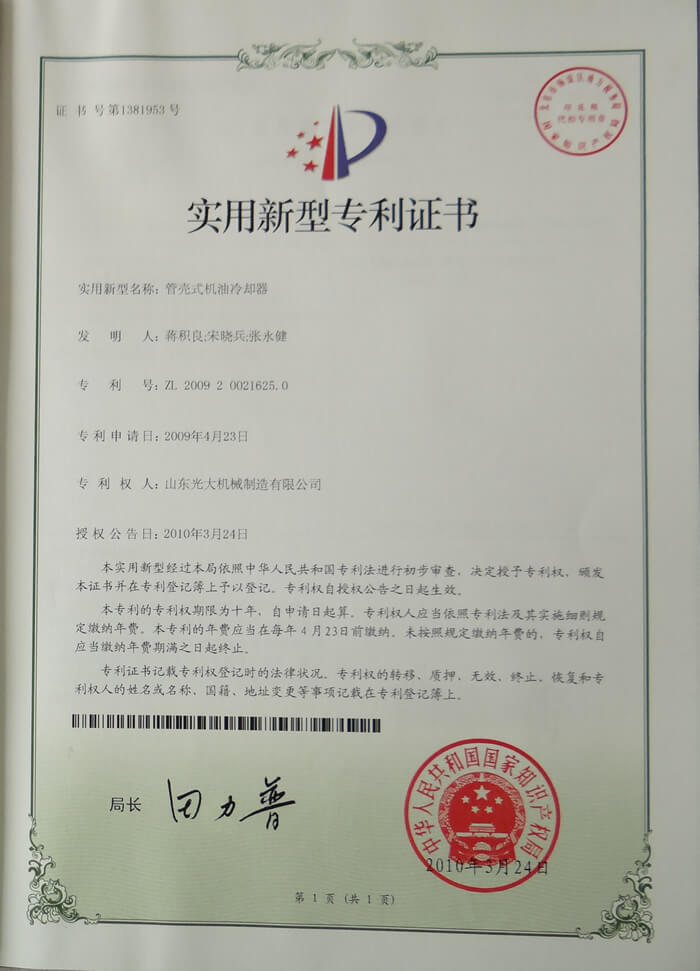 证 书 号第1381953号
实用新型专利证书
实用新型名称：管壳式机油冷却器
发 明 人：蒋积良;宋晓兵;张永健
专 利 号：ZL 2009 2 0021625.0
专利申请日：2009年4月23日
专 利 权 人：山东光大机械制造有限公司
授权公告日：2010年3月24日
本实用新型经过本局依照中华人民共和国专利法进行初步审查，决定授予专利权，颁发
本证书并在专利登记簿上予以登记。专利权自授权公告之日起生效。
本专利的专利权期限为十年，自申请日起算。专利权人应当依照专利法及其实施细则规
定缴纳年费。本专利的年费应当在每年 4 月23日前缴纳。未按照规定缴纳年费的，专利权自
应当缴纳年费期满之日起终止。
专利证书记载专利权登记时的法律状况。专利权的转移、质押、无效、终止、恢复和专
利权人的姓名或名称、国籍、地址变更等事项记载在专利登记簿上。
局长 田力普
中华人民共和国国家知识产权局
2010年3月24日
第 1 页 (共 1 页)